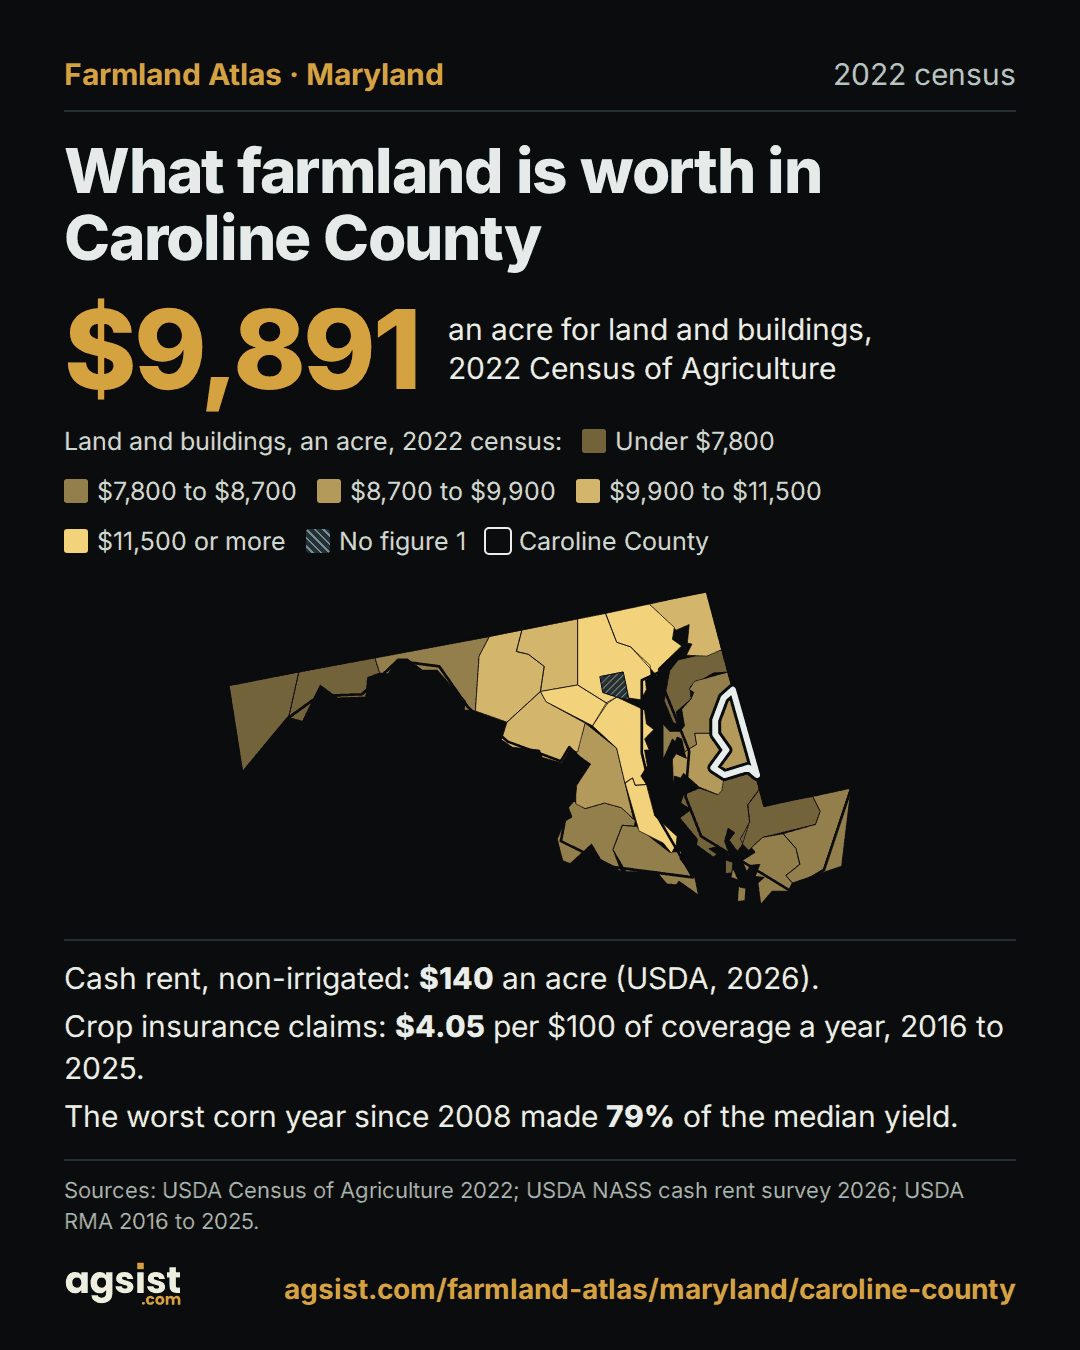 Farmland Atlas · Maryland
2022 census
What farmland is worth in
Caroline County
$9,891
an acre for land and buildings,
2022 Census of Agriculture
Land and buildings, an acre, 2022 census: Under $7,800
$7,800 to $8,700 $8,700 to $9,900 $9,900 to $11,500
$11,500 or more No figure 1 Caroline County
Cash rent, non-irrigated: $140 an acre (USDA, 2026).
Crop insurance claims: $4.05 per $100 of coverage a year, 2016 to
2025.
The worst corn year since 2008 made 79% of the median yield.
Sources: USDA Census of Agriculture 2022; USDA NASS cash rent survey 2026; USDA
RMA 2016 to 2025.
agsist
.com
agsist.com/farmland-atlas/maryland/caroline-county